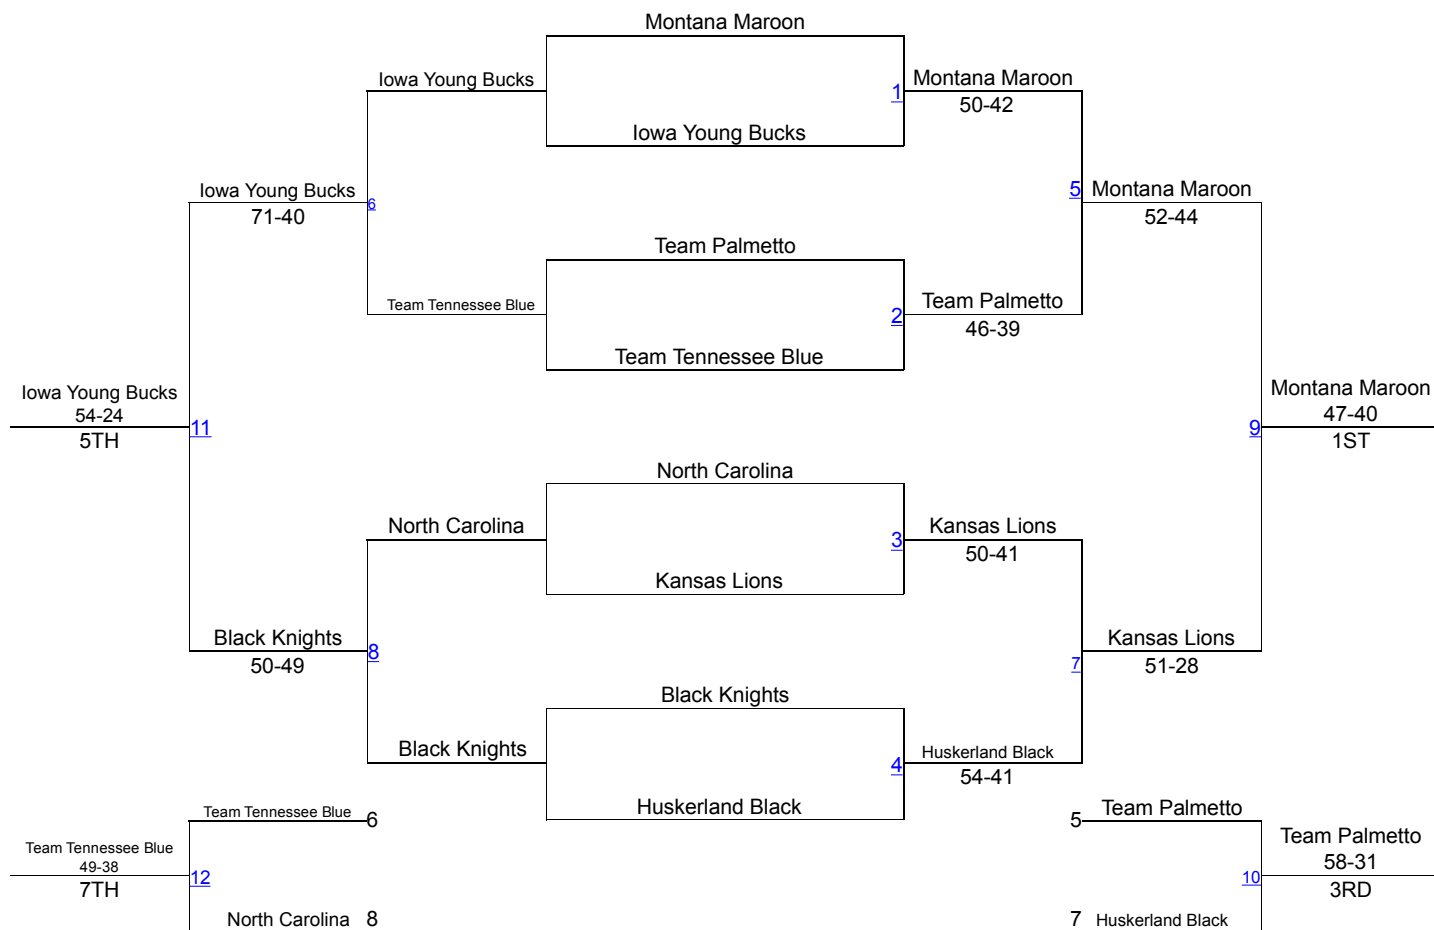 Montana Maroon
Iowa Young Bucks
1
Montana Maroon
50-42
Iowa Young Bucks
Iowa Young Bucks
71-40
6
5
Montana Maroon
52-44
Team Palmetto
Team Tennessee Blue
2
Team Palmetto
46-39
Team Tennessee Blue
Iowa Young Bucks
54-24
5TH
11
9
Montana Maroon
47-40
1ST
North Carolina
North Carolina
3
Kansas Lions
50-41
Kansas Lions
Black Knights
50-49
8
7
Kansas Lions
51-28
Black Knights
Black Knights
4
Huskerland Black
54-41
Huskerland Black
Team Tennessee Blue 6
5 Team Palmetto
Team Tennessee Blue
49-38
7TH
12
10
Team Palmetto
58-31
3RD
North Carolina 8
7 Huskerland Black